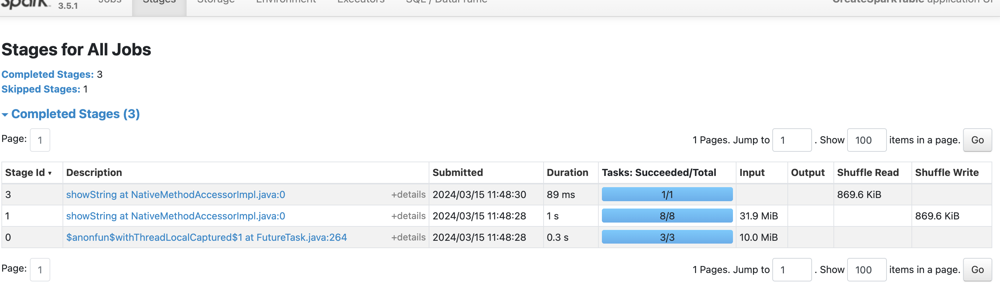 Spark 3.5.1 Jobs Stages Storage Environment Executors SQL / DataFrame CreateSparkTable application UI
Stages for All Jobs
Completed Stages: 3
Skipped Stages: 1
Completed Stages (3)
Page: 1 1 Pages. Jump to 1 . Show 100 items in a page. Go
Stage Id ▾ Description Submitted Duration Tasks: Succeeded/Total Input Output Shuffle Read Shuffle Write
3 showString at NativeMethodAccessorImpl.java:0 +details 2024/03/15 11:48:30 89 ms 1/1 869.6 KiB
1 showString at NativeMethodAccessorImpl.java:0 +details 2024/03/15 11:48:28 1 s 8/8 31.9 MiB 869.6 KiB
0 $anonfun$withThreadLocalCaptured$1 at FutureTask.java:264 +details 2024/03/15 11:48:28 0.3 s 3/3 10.0 MiB
Page: 1 1 Pages. Jump to 1 . Show 100 items in a page. Go